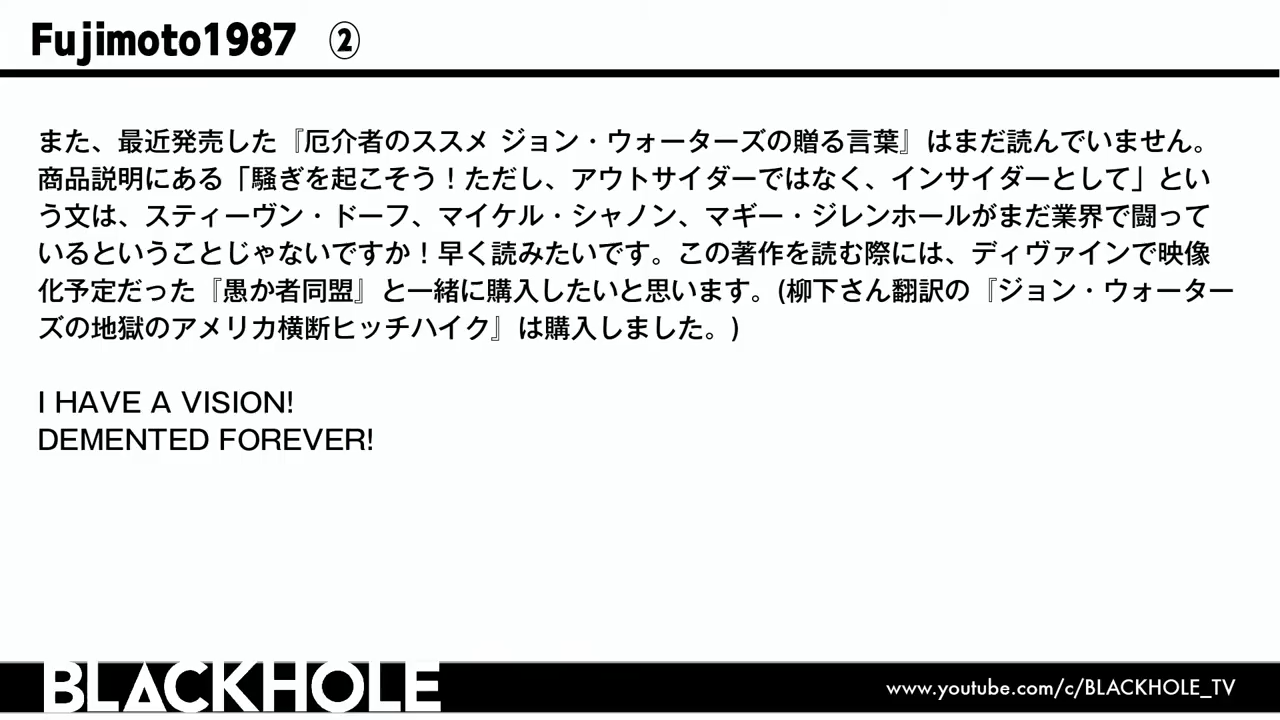 Fujimoto1987 ②
また、最近発売した『厄介者のススメ ジョン・ウォーターズの贈る言葉』はまだ読んでいません。
商品説明にある「騒ぎを起こそう！ただし、アウトサイダーではなく、インサイダーとして」とい
う文は、スティーヴン・ドーフ、マイケル・シャノン、マギー・ジレンホールがまだ業界で闘って
いるということじゃないですか！早く読みたいです。この著作を読む際には、ディヴァインで映像
化予定だった『愚か者同盟』と一緒に購入したいと思います。(柳下さん翻訳の『ジョン・ウォーター
ズの地獄のアメリカ横断ヒッチハイク』は購入しました。)
I HAVE A VISION!
DEMENTED FOREVER!
BLACKHOLE
www.youtube.com/c/BLACKHOLE_TV